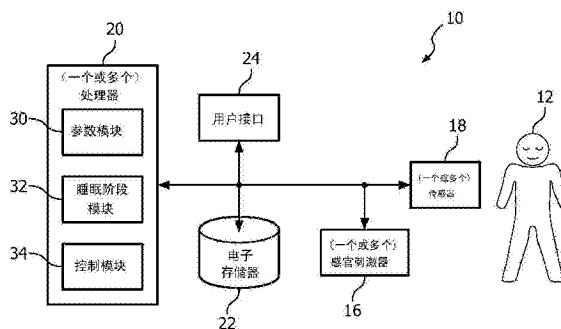 20
(一个或多个)
处理器
30
参数模块
32
睡眠阶段
模块
34
控制模块
24
用户接口
电子
存储器
22
10
18
(一个或多个)
传感器
(一个或多个)
感官刺激器
16
12